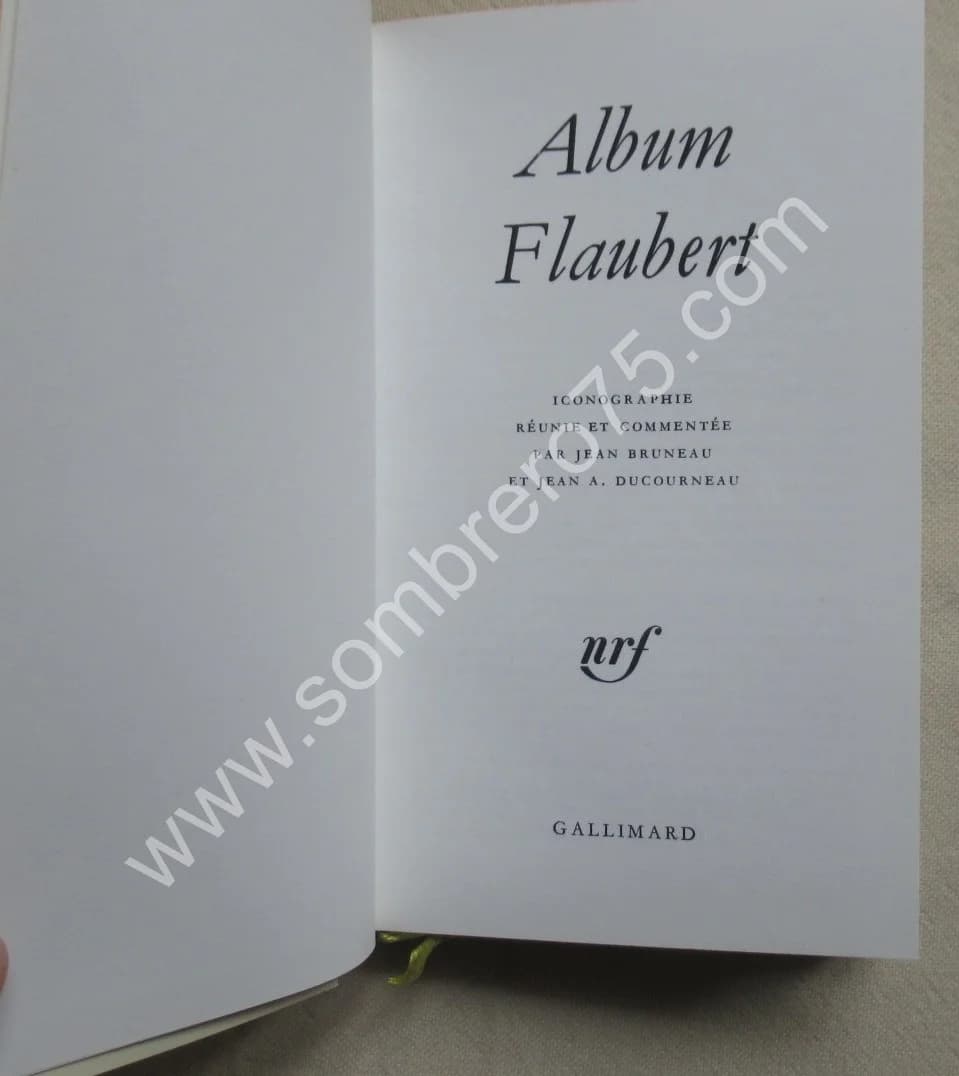 Album
Flaubert
ICONOGRAPHIE
RÉUNIE ET COMMENTÉE
PAR JEAN BRUNEAU
ET JEAN A. DUCOURNEAU
nrf
GALLIMARD
www.sombrero75.com